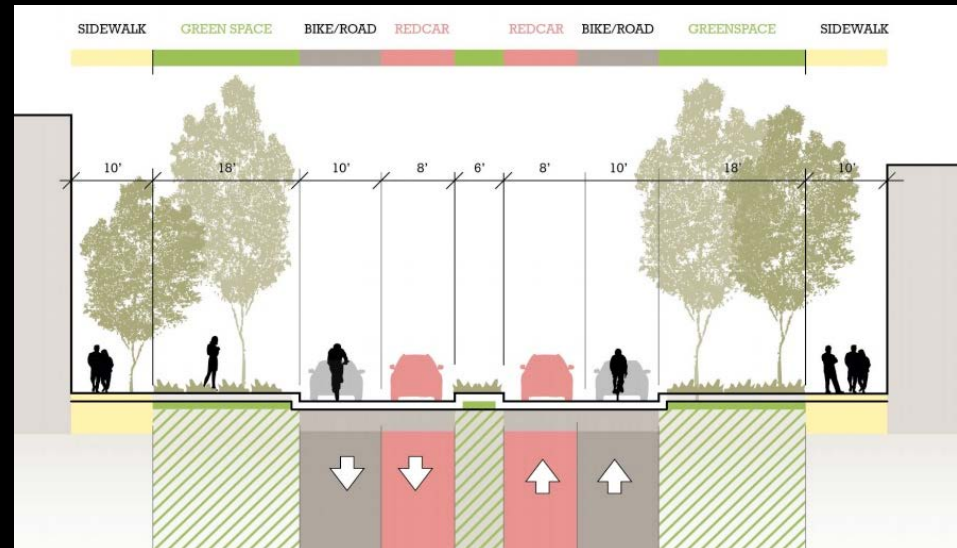 SIDEWALK GREEN SPACE BIKE/ROAD REDCAR REDCAR BIKE/ROAD GREENSPACE SIDEWALK
10' 18' 10' 8' 6' 8' 10' 18' 10'